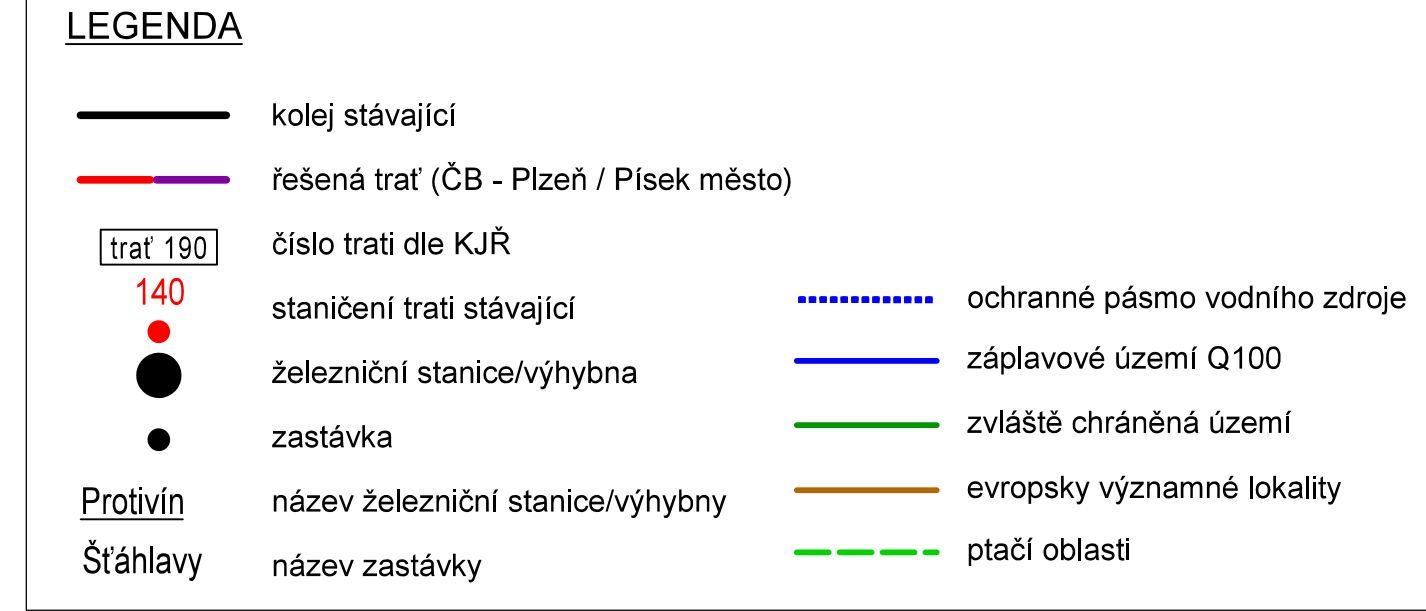 LEGENDA
kolej stávající
řešená trať (ČB - Plzeň / Písek město)
trať 190 číslo trati dle KJŘ
140
staničení trati stávající
železniční stanice/výhybna
zastávka
Protivín název železniční stanice/výhybny
Šťáhlavy název zastávky
ochranné pásmo vodního zdroje
záplavové území Q100
zvláště chráněná území
evropsky významné lokality
ptačí oblasti